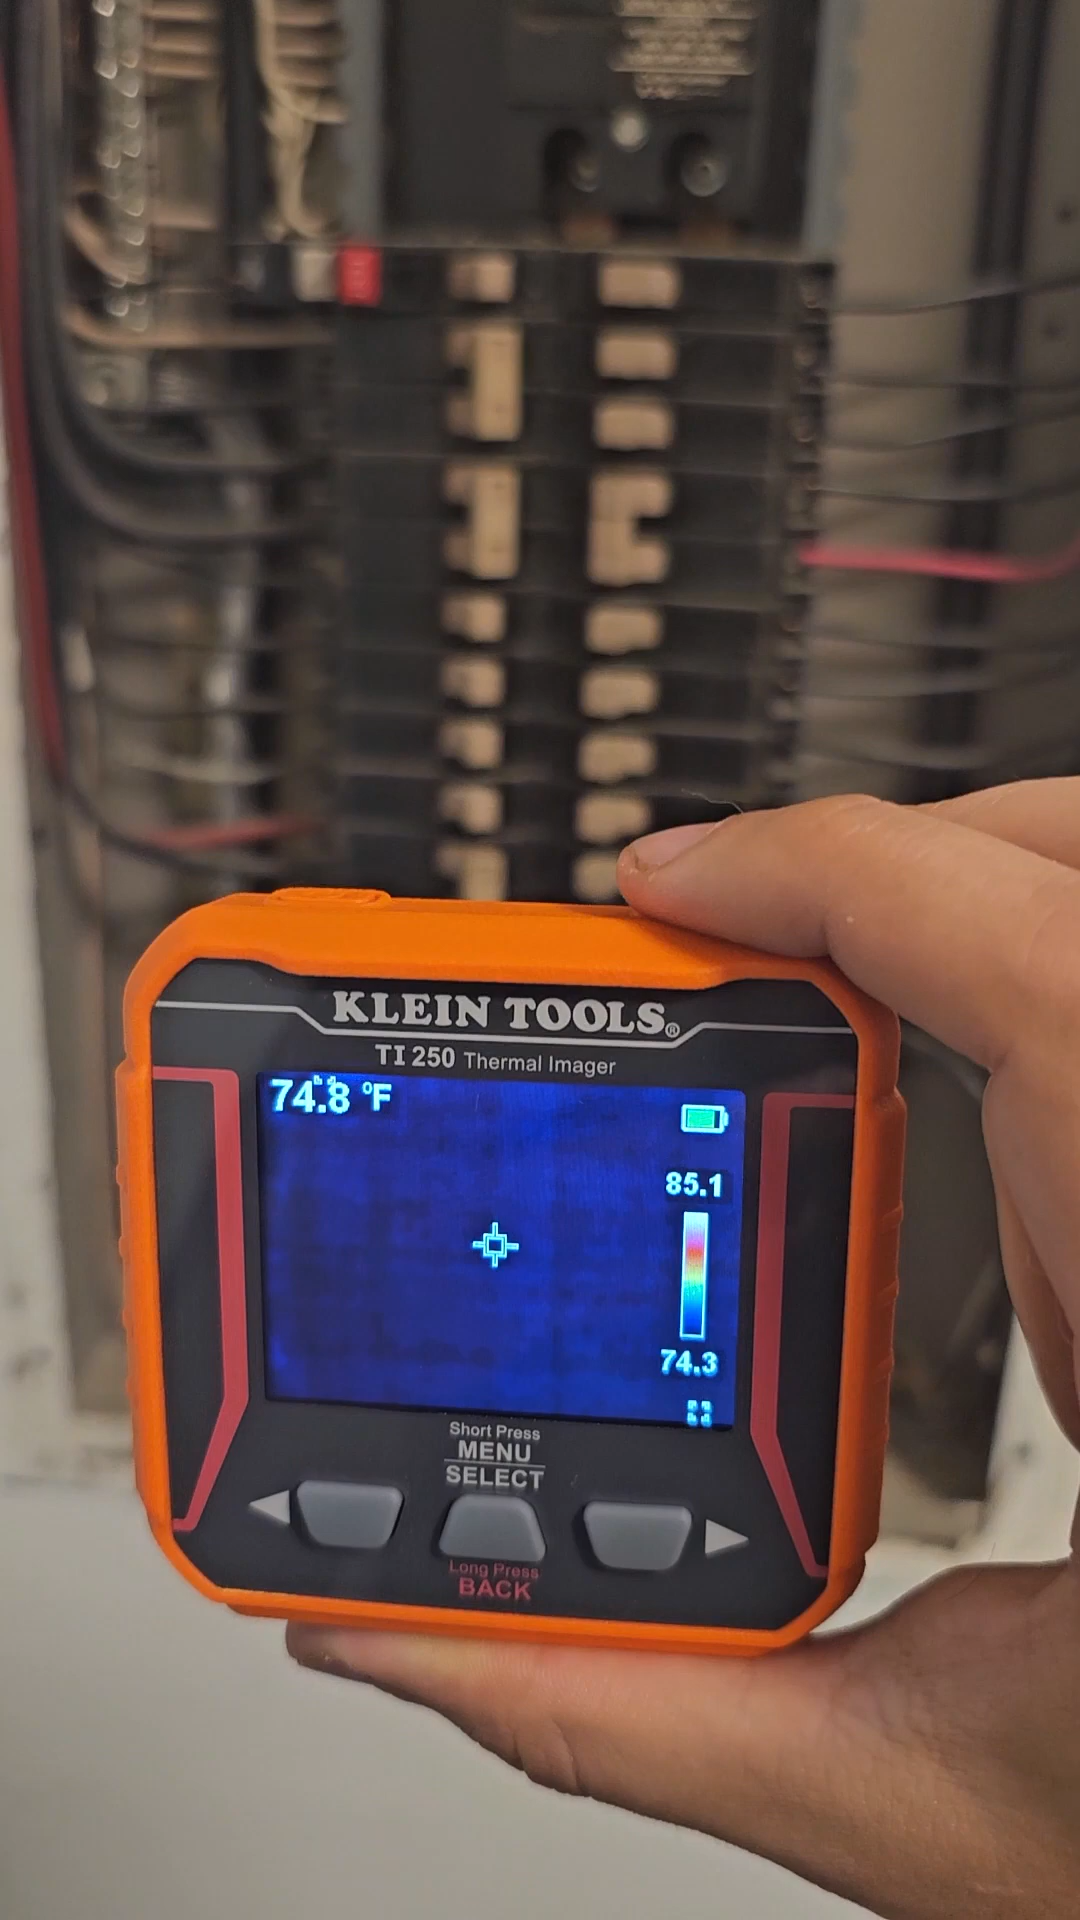 KLEIN TOOLS®
TI 250 Thermal Imager
74.8 °F
85.1
74.3
Short Press
MENU
SELECT
Long Press
BACK